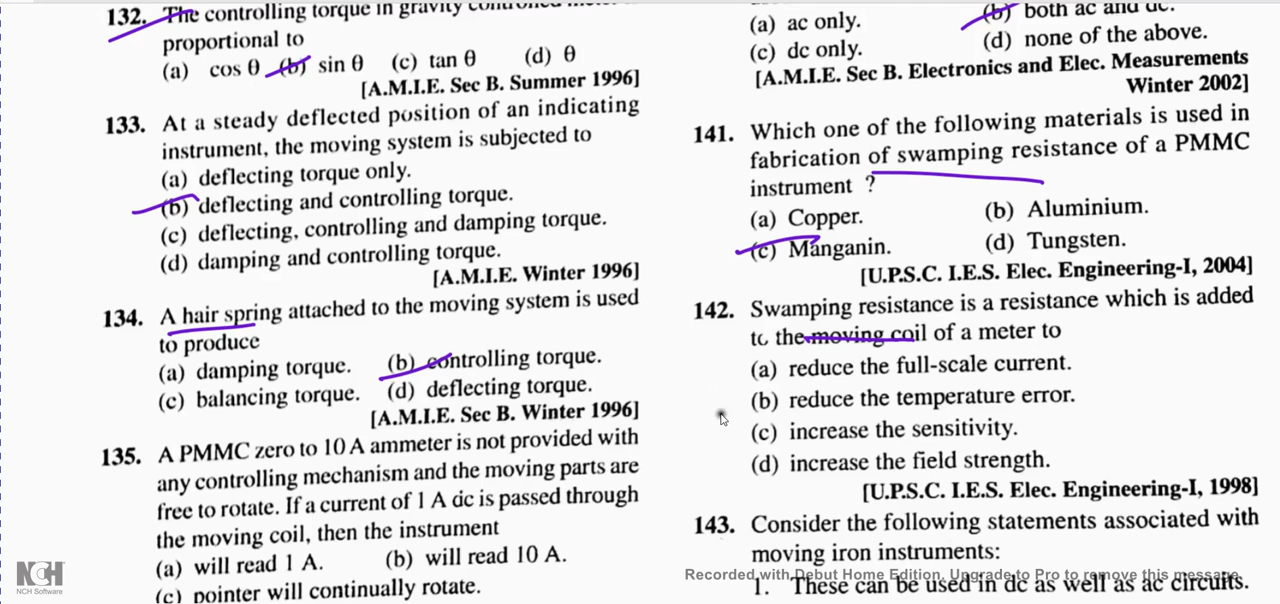 132. The controlling torque in gravity controlled meter is
proportional to
(a) cos θ (b) sin θ (c) tan θ (d) θ
[A.M.I.E. Sec B. Summer 1996]
133. At a steady deflected position of an indicating
instrument, the moving system is subjected to
(a) deflecting torque only.
(b) deflecting and controlling torque.
(c) deflecting, controlling and damping torque.
(d) damping and controlling torque.
[A.M.I.E. Winter 1996]
134. A hair spring attached to the moving system is used
to produce
(a) damping torque. (b) controlling torque.
(c) balancing torque. (d) deflecting torque.
[A.M.I.E. Sec B. Winter 1996]
135. A PMMC zero to 10 A ammeter is not provided with
any controlling mechanism and the moving parts are
free to rotate. If a current of 1 A dc is passed through
the moving coil, then the instrument
(a) will read 1 A. (b) will read 10 A.
(c) pointer will continually rotate.
(a) ac only. (b) both ac and dc.
(c) dc only. (d) none of the above.
[A.M.I.E. Sec B. Electronics and Elec. Measurements
Winter 2002]
141. Which one of the following materials is used in
fabrication of swamping resistance of a PMMC
instrument ?
(a) Copper. (b) Aluminium.
(c) Manganin. (d) Tungsten.
[U.P.S.C. I.E.S. Elec. Engineering-I, 2004]
142. Swamping resistance is a resistance which is added
to the moving coil of a meter to
(a) reduce the full-scale current.
(b) reduce the temperature error.
(c) increase the sensitivity.
(d) increase the field strength.
[U.P.S.C. I.E.S. Elec. Engineering-I, 1998]
143. Consider the following statements associated with
moving iron instruments:
1. These can be used in dc as well as ac circuits.
Recorded with Debut Home Edition. Upgrade to Pro to remove this message.
NCH
NCH Software